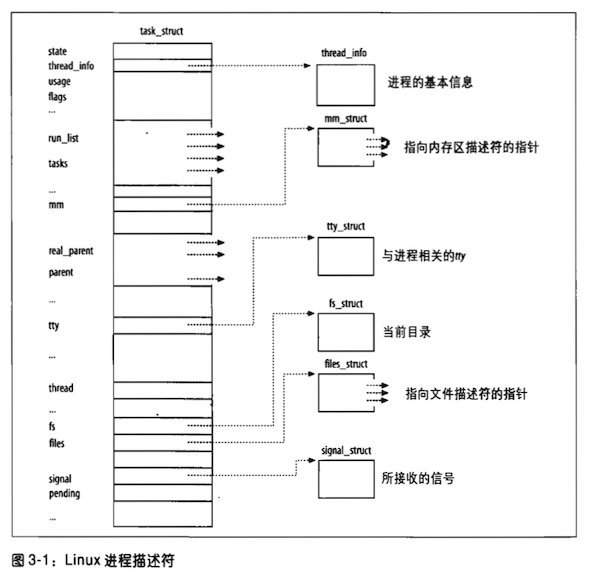 task_struct
state
thread_info
usage
flags
...
run_list
tasks
...
mm
real_parent
parent
...
tty
...
thread
...
fs
files
signal
pending
...
thread_info
进程的基本信息
mm_struct
指向内存区描述符的指针
tty_struct
与进程相关的tty
fs_struct
当前目录
files_struct
指向文件描述符的指针
signal_struct
所接收的信号
图 3-1：Linux 进程描述符